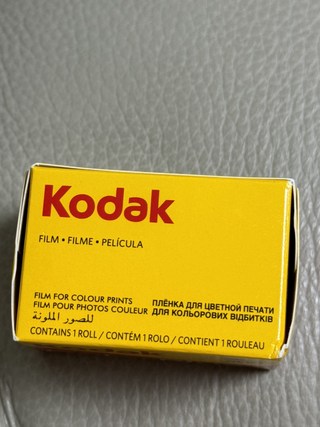 Kodak
FILM • FILME • PELÍCULA
FILM FOR COLOUR PRINTS
FILM POUR PHOTOS COULEUR
للصور الملونة
ПЛЁНКА ДЛЯ ЦВЕТНОЙ ПЕЧАТИ
ДЛЯ КОЛЬОРОВИХ ВІДБИТКІВ
CONTAINS 1 ROLL / CONTÉM 1 ROLO / CONTIENT 1 ROULEAU